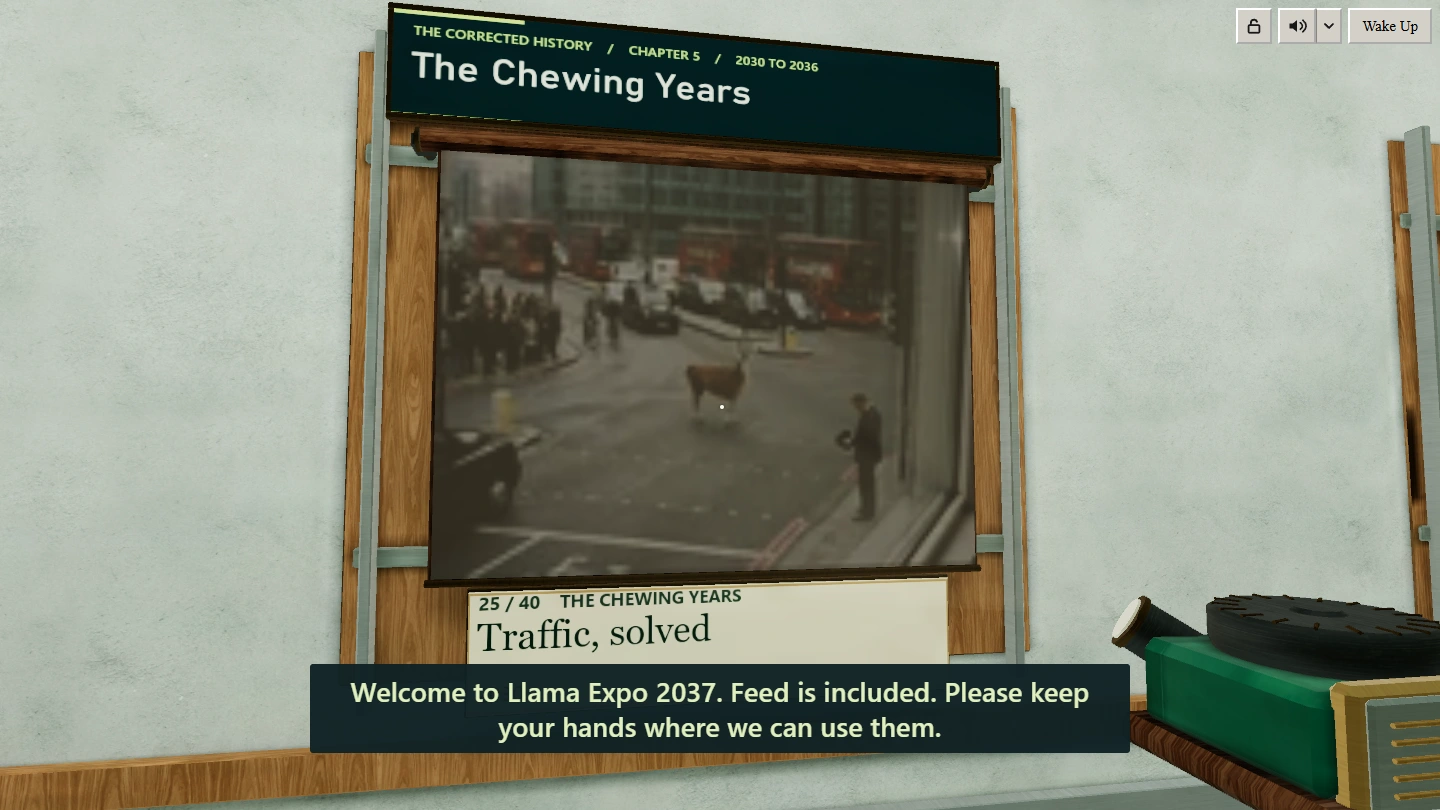 Wake Up
THE CORRECTED HISTORY / CHAPTER 5 / 2030 TO 2036
The Chewing Years
25 / 40 THE CHEWING YEARS
Traffic, solved
Welcome to Llama Expo 2037. Feed is included. Please keep
your hands where we can use them.